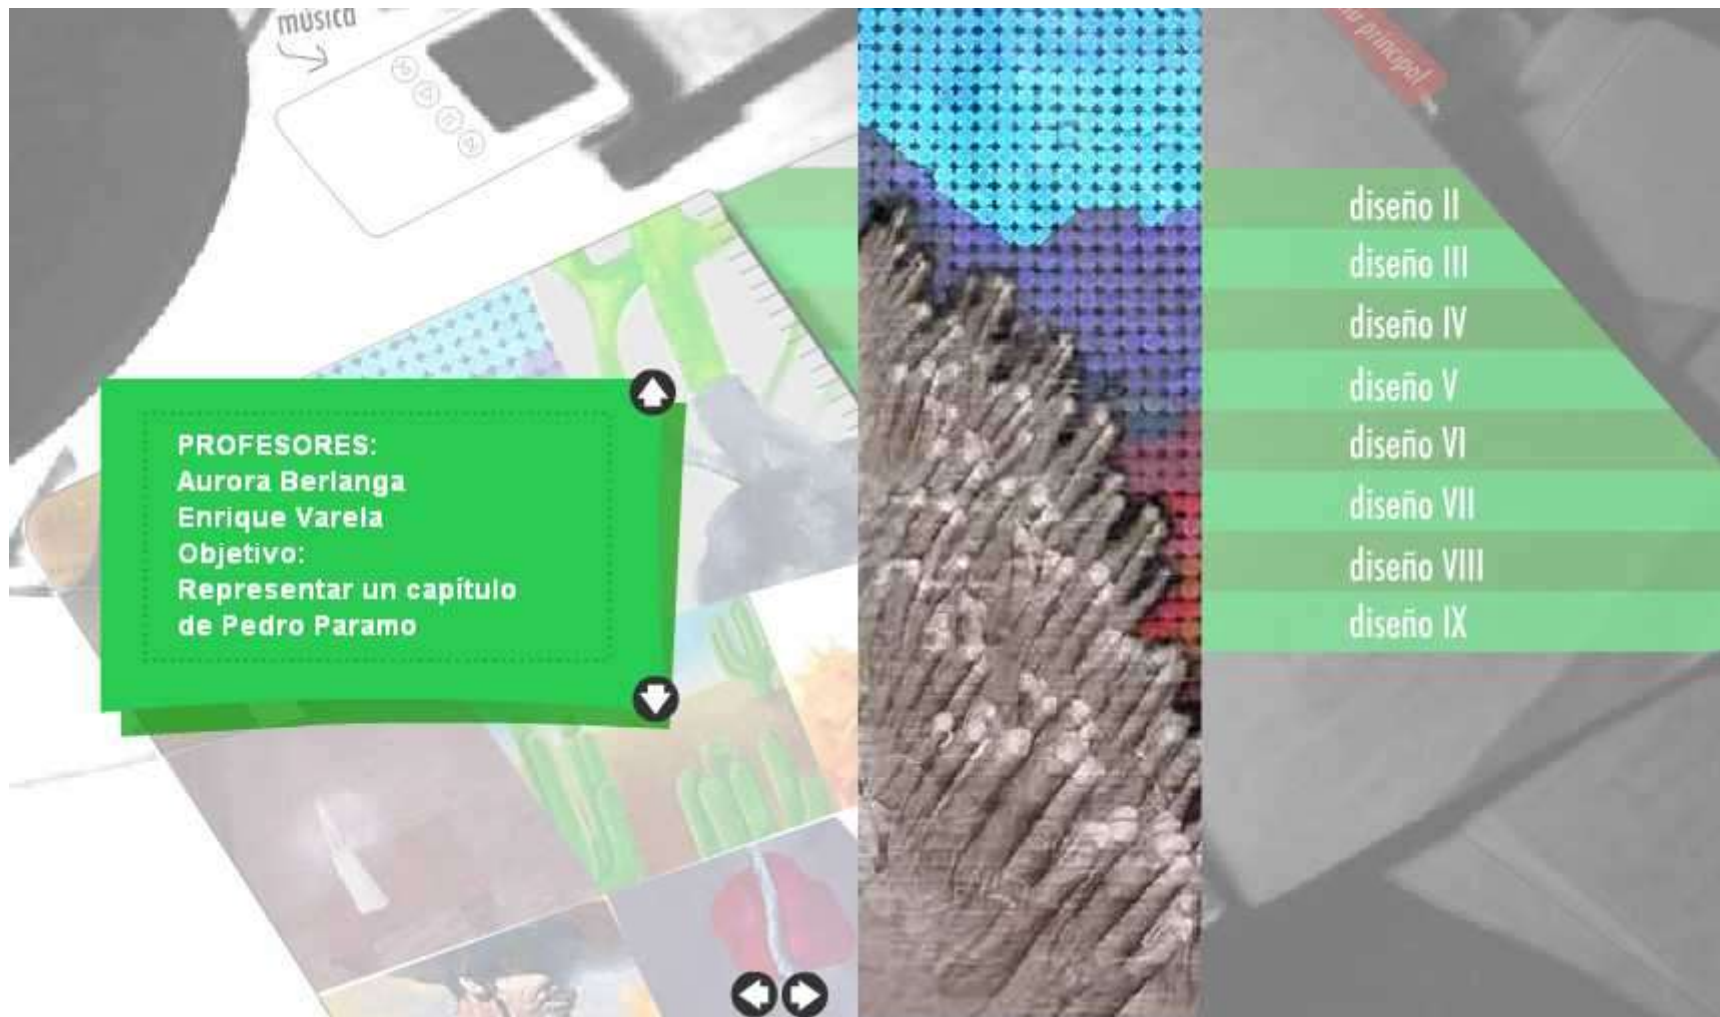 música
principal
PROFESORES:
Aurora Berlanga
Enrique Varela
Objetivo:
Representar un capítulo
de Pedro Paramo
diseño II
diseño III
diseño IV
diseño V
diseño VI
diseño VII
diseño VIII
diseño IX